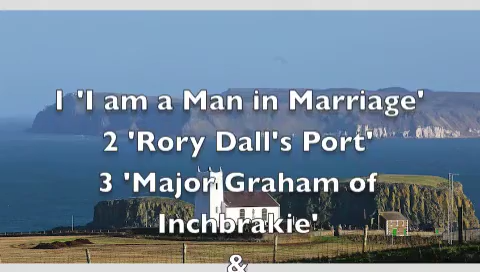 1 'I am a Man in Marriage'
2 'Rory Dall's Port'
3 'Major Graham of
Inchbrakie'
&